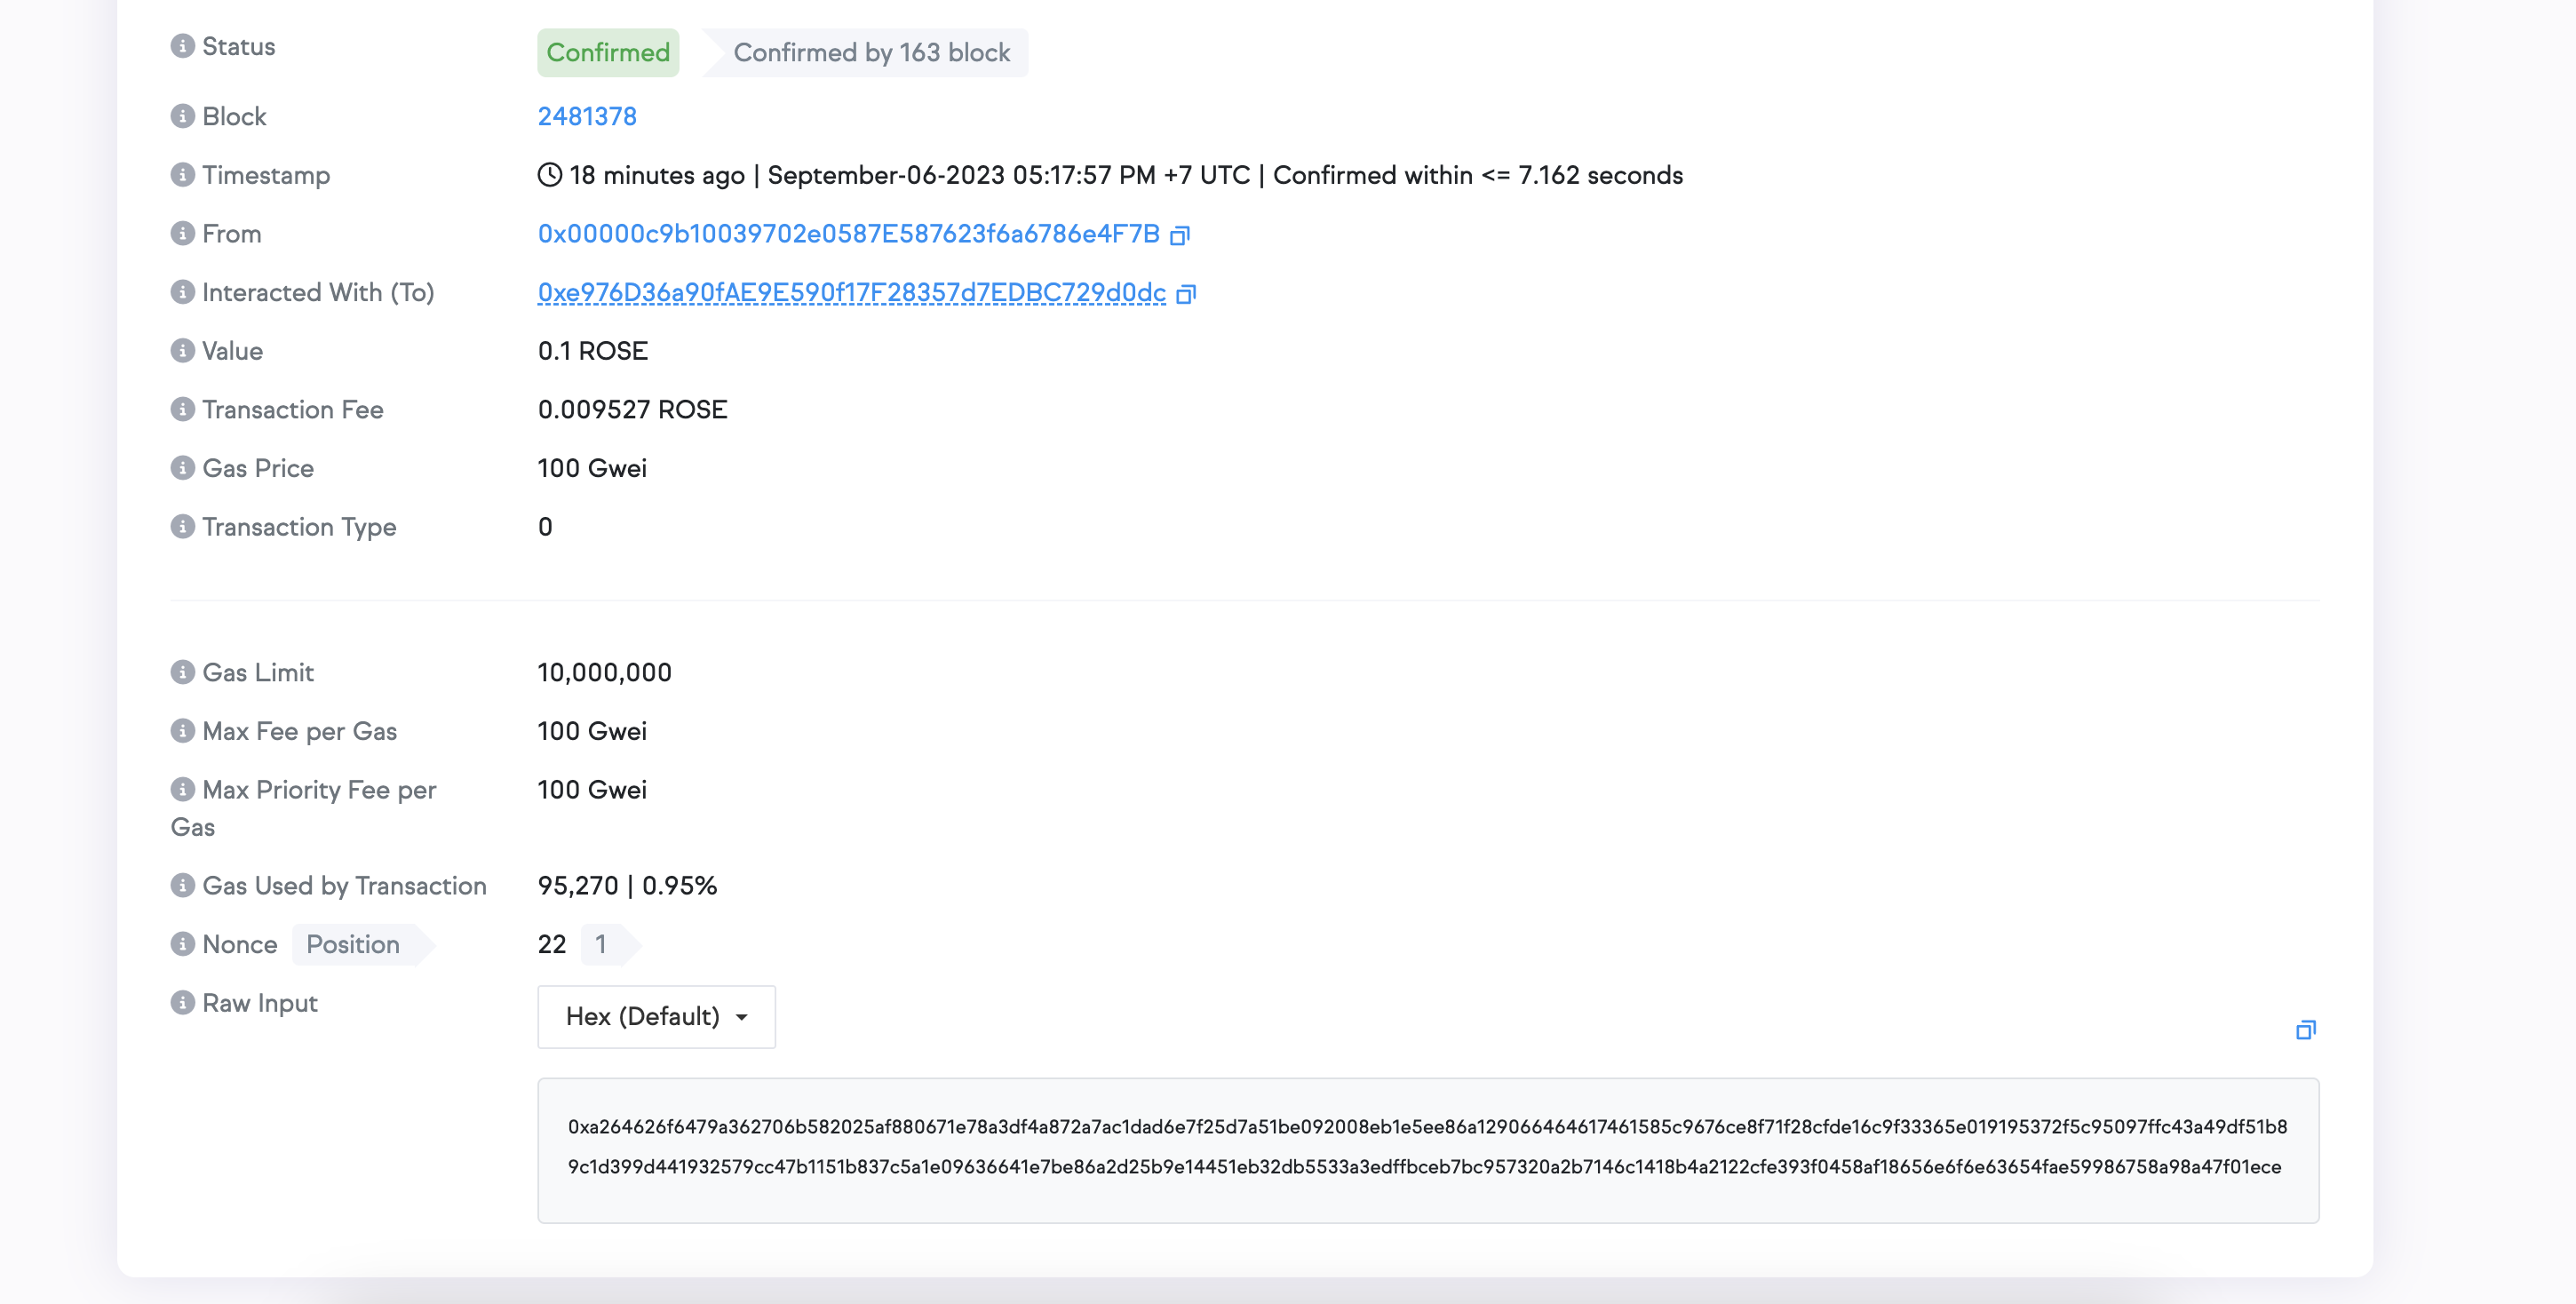 Status Confirmed Confirmed by 163 block
Block 2481378
Timestamp 18 minutes ago | September-06-2023 05:17:57 PM +7 UTC | Confirmed within <= 7.162 seconds
From 0x00000c9b10039702e0587E587623f6a6786e4F7B
Interacted With (To) 0xe976D36a90fAE9E590f17F28357d7EDBC729d0dc
Value 0.1 ROSE
Transaction Fee 0.009527 ROSE
Gas Price 100 Gwei
Transaction Type 0
Gas Limit 10,000,000
Max Fee per Gas 100 Gwei
Max Priority Fee per 100 Gwei
Gas
Gas Used by Transaction 95,270 | 0.95%
Nonce Position 22 1
Raw Input Hex (Default)
0xa264626f6479a362706b582025af880671e78a3df4a872a7ac1dad6e7f25d7a51be092008eb1e5ee86a129066464617461585c9676ce8f71f28cfde16c9f33365e019195372f5c95097ffc43a49df51b8
9c1d399d441932579cc47b1151b837c5a1e09636641e7be86a2d25b9e14451eb32db5533a3edffbceb7bc957320a2b7146c1418b4a2122cfe393f0458af18656e6f6e63654fae59986758a98a47f01ece